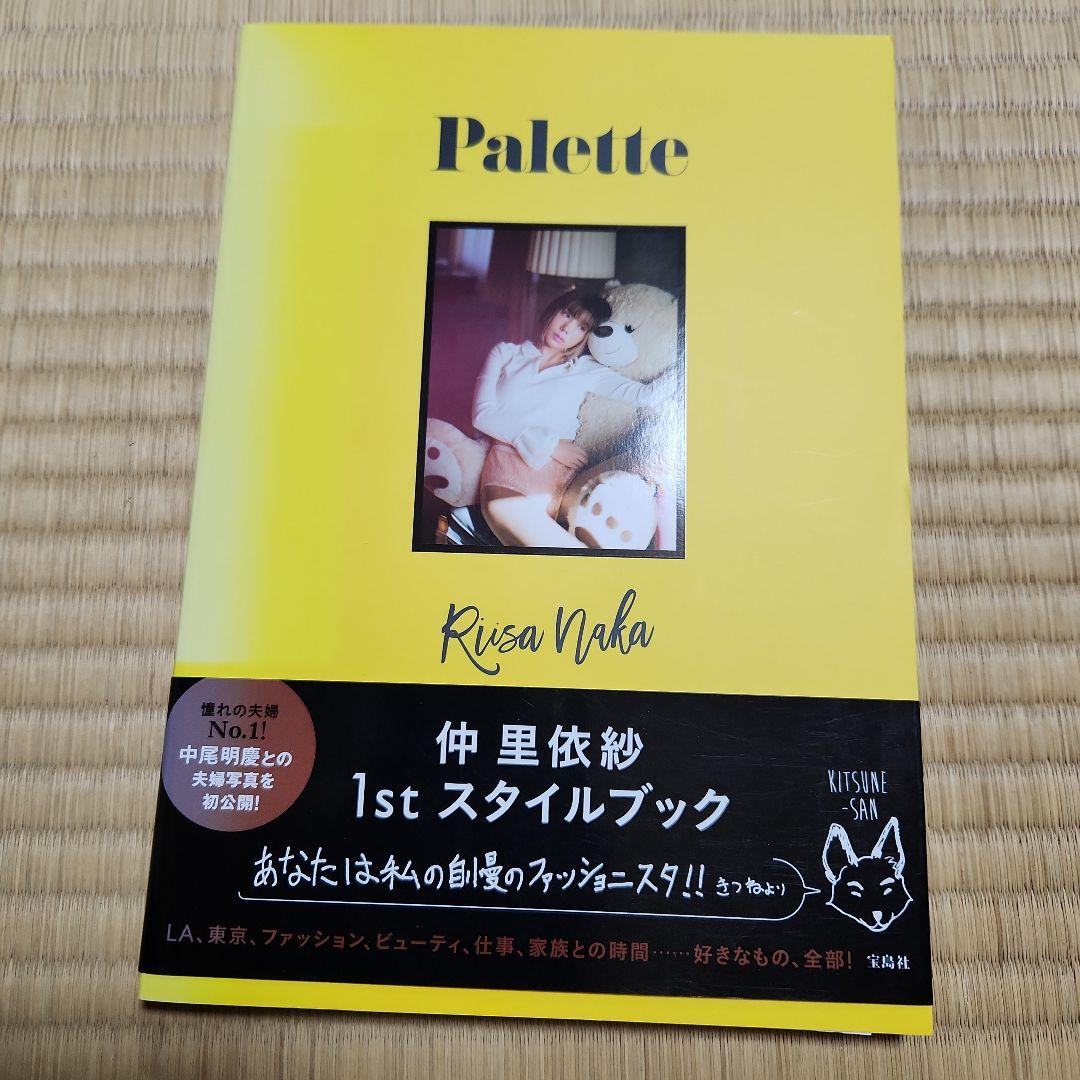 Palette
Riisa Naka
憧れの夫婦
No.1!
中尾明慶との
夫婦写真を
初公開!
仲 里依紗
1st スタイルブック
KITSUNE
-SAN
あなたは私の自慢のファッショニスタ!! きつねより
LA、東京、ファッション、ビューティ、仕事、家族との時間……好きなもの、全部! 宝島社